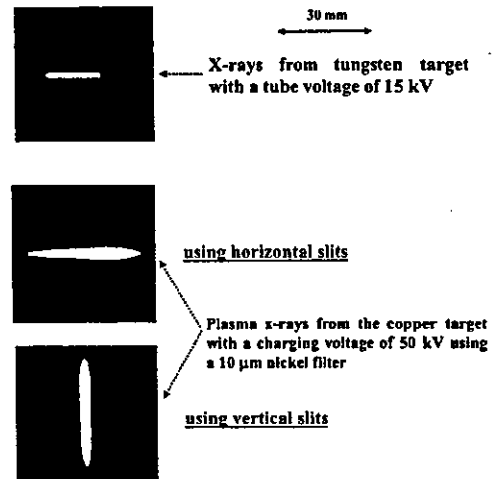 30 mm
X-rays from tungsten target
with a tube voltage of 15 kV
using horizontal slits
Plasma x-rays from the copper target
with a charging voltage of 50 kV using
a 10 μm nickel filter
using vertical slits